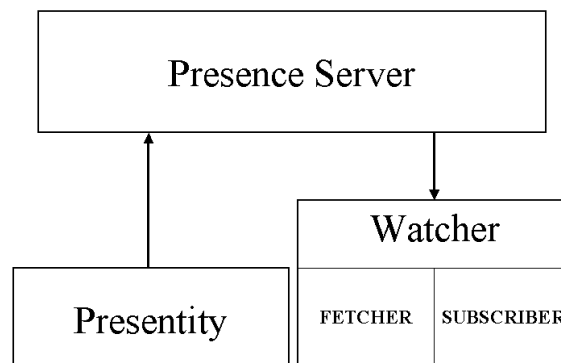 Presence Server
Watcher
Presentity
FETCHER
SUBSCRIBER